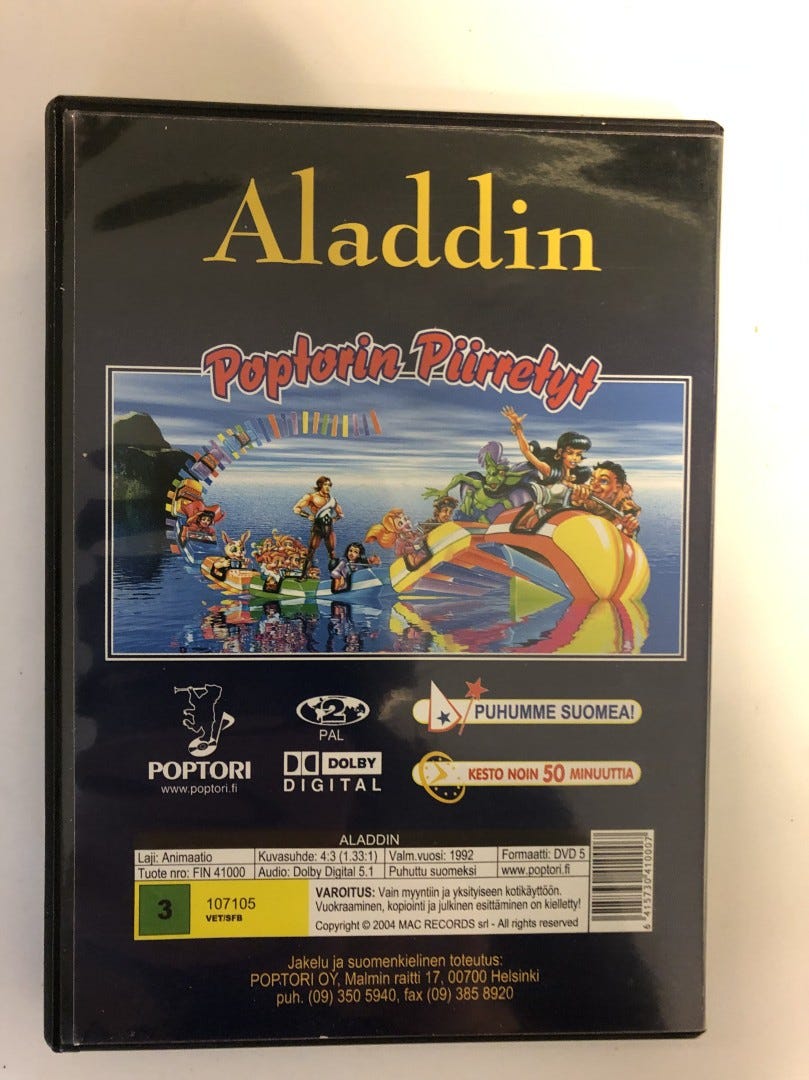 Aladdin
Poptorin Piirretyt
2
PAL
PUHUMME SUOMEA!
POPTORI
www.poptori.fi
DOLBY
DIGITAL
KESTO NOIN 50 MINUUTTIA
ALADDIN
Laji: Animaatio Kuvasuhde: 4:3 (1.33:1) Valm.vuosi: 1992 Formaatti: DVD 5
Tuote nro: FIN 41000 Audio: Dolby Digital 5.1 Puhuttu suomeksi www.poptori.fi
3
107105
VET/SFB
VAROITUS: Vain myyntiin ja yksityiseen kotikäyttöön.
Vuokraaminen, kopiointi ja julkinen esittäminen on kielletty!
Copyright © 2004 MAC RECORDS srl - All rights reserved
6 415730 410007
Jakelu ja suomenkielinen toteutus:
POPTORI OY, Malmin raitti 17, 00700 Helsinki
puh. (09) 350 5940, fax (09) 385 8920